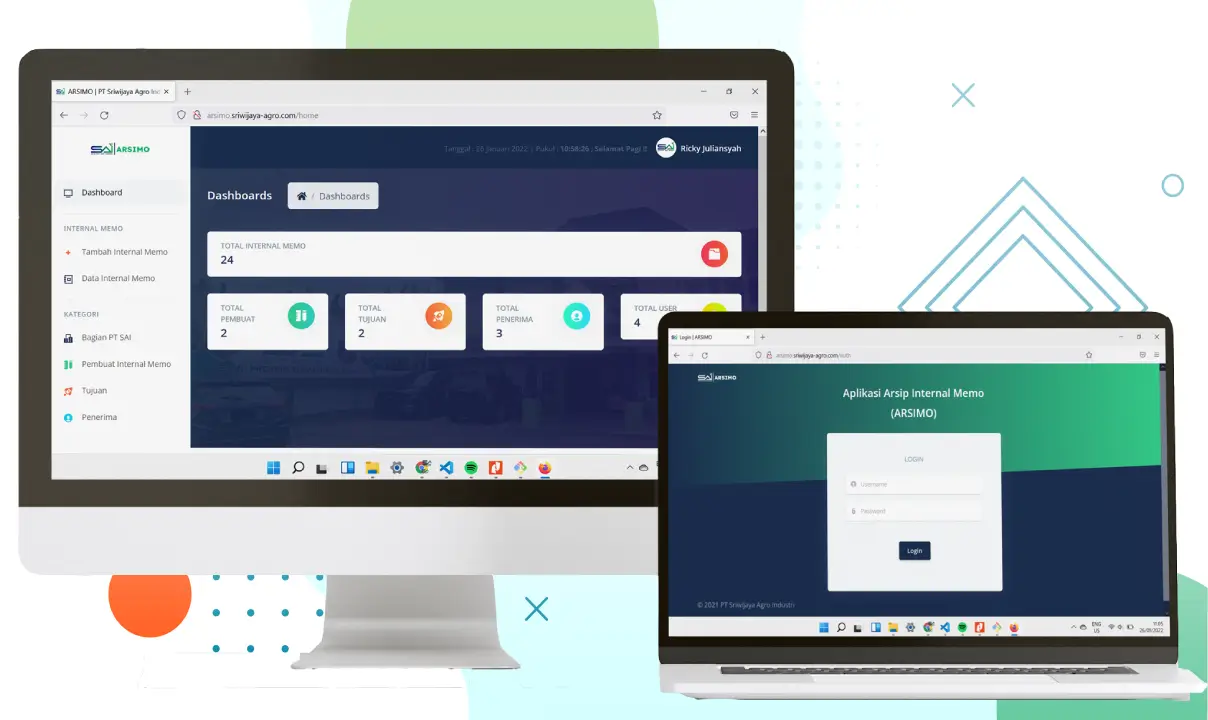 ARSIMO | PT Sriwijaya Agro Ind
arsimo.sriwijaya-agro.com/home
SAI ARSIMO
Tanggal : 26 Januari 2022 | Pukul : 10:58:26 ; Selamat Pagi !!
Ricky Juliansyah
Dashboard
INTERNAL MEMO
Tambah Internal Memo
Data Internal Memo
KATEGORI
Bagian PT SAI
Pembuat Internal Memo
Tujuan
Penerima
Dashboards
/ Dashboards
TOTAL INTERNAL MEMO
24
TOTAL
PEMBUAT
2
TOTAL
TUJUAN
2
TOTAL
PENERIMA
3
TOTAL USER
4
Login | ARSIMO
arsimo.sriwijaya-agro.com/auth
SAI ARSIMO
Aplikasi Arsip Internal Memo
(ARSIMO)
LOGIN
Username
Password
Login
© 2021 PT Sriwijaya Agro Industri
ENG
US
11:05
26/09/2022